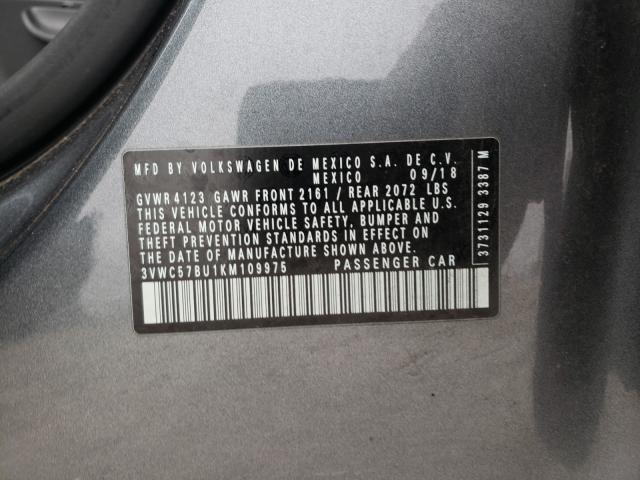 MFD BY VOLKSWAGEN DE MEXICO S.A. DE C.V.
MEXICO 09/18
GVWR 4123 GAWR FRONT 2161 / REAR 2072 LBS
THIS VEHICLE CONFORMS TO ALL APPLICABLE U.S.
FEDERAL MOTOR VEHICLE SAFETY, BUMPER AND
THEFT PREVENTION STANDARDS IN EFFECT ON
THE DATE OF MANUFACTURE SHOWN ABOVE.
3VWC57BU1KM109975 PASSENGER CAR
3731129 3387 M